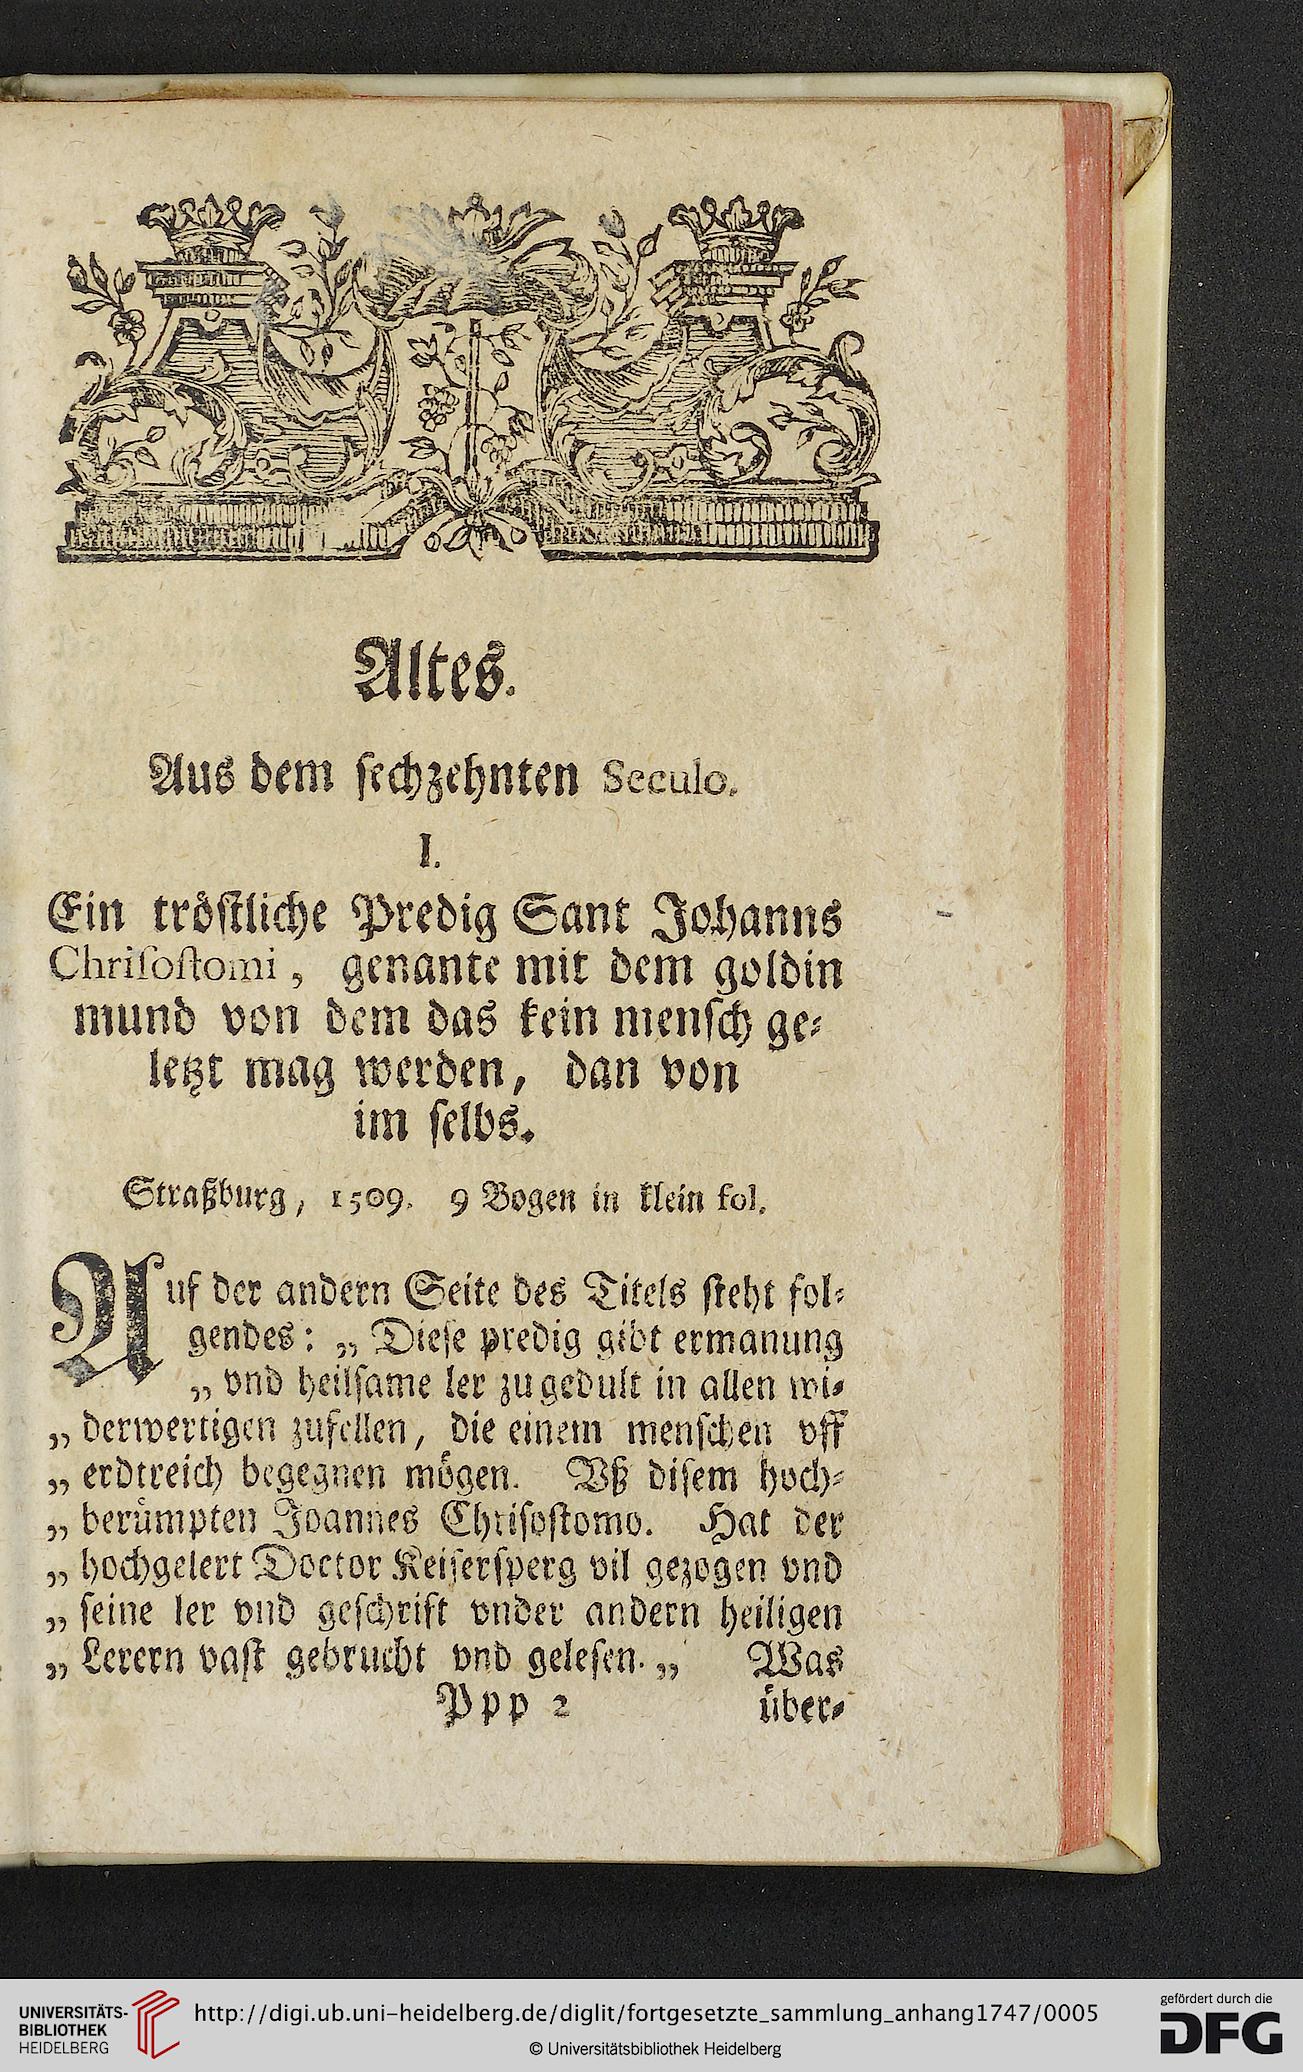 Altes.
Aus dem sechzehnten Seculo.
I.
Ein tröstliche Predig Sant Johanns
Chrisostomi, genante mit dem goldin
mund von dem das kein mensch ge⸗
letzt mag werden, dan von
im selbs.
Straßburg, 1509. 9 Bogen in klein fol.
Auf der andern Seite des Titels steht fol⸗
gendes: „ Diese predig gibt ermanung
„ vnd heilsame ler zu gedult in allen wi⸗
„ derwertigen zufellen, die einem menschen vff
„ erdtreich begegnen mögen. Vß disem hoch⸗
„ berümpten Joannes Chrisostomo. Hat der
„ hochgelert Doctor Keisersperg vil gezogen vnd
„ seine ler vnd geschrift vnder andern heiligen
„ Lerern vast gebrucht vnd gelesen. „ Was
Ppp 2 über⸗
UNIVERSITÄTS-
BIBLIOTHEK
HEIDELBERG
http://digi.ub.uni-heidelberg.de/diglit/fortgesetzte_sammlung_anhang1747/0005
© Universitätsbibliothek Heidelberg
gefördert durch die
DFG